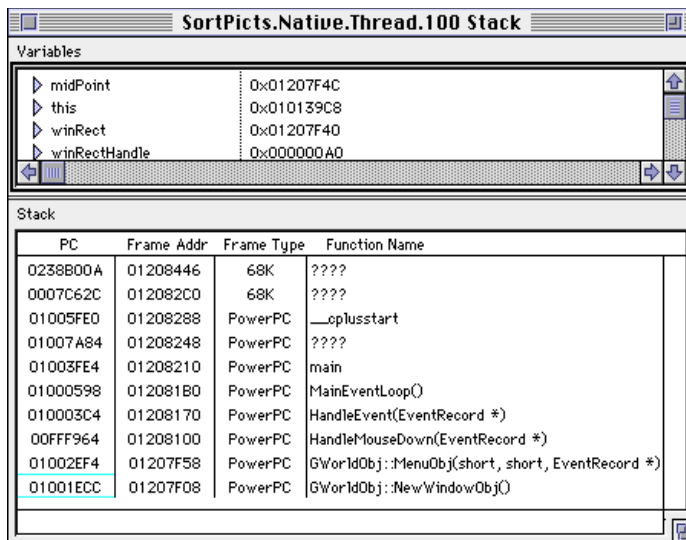 SortPicts.Native.Thread.100 Stack
Variables
midPoint 0x01207F4C
this 0x010139C8
winRect 0x01207F40
winRectHandle 0x000000A0
Stack
PC Frame Addr Frame Type Function Name
0238B00A 01208446 68K ????
0007C62C 012082C0 68K ????
01005FE0 01208288 PowerPC __cplusstart
01007A84 01208248 PowerPC ????
01003FE4 01208210 PowerPC main
01000598 012081B0 PowerPC MainEventLoop()
010003C4 01208170 PowerPC HandleEvent(EventRecord *)
00FFF964 01208100 PowerPC HandleMouseDown(EventRecord *)
01002EF4 01207F58 PowerPC GWorldObj::MenuObj(short, short, EventRecord *)
01001ECC 01207F08 PowerPC GWorldObj::NewWindowObj()